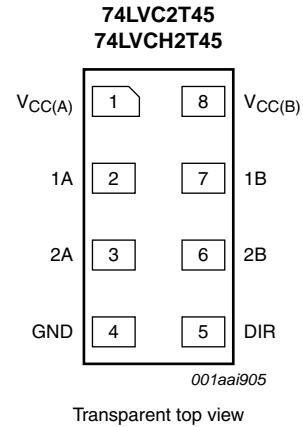 74LVC2T45
74LVCH2T45
VCC(A) 1 8 VCC(B)
1A 2 7 1B
2A 3 6 2B
GND 4 5 DIR
001aai905
Transparent top view